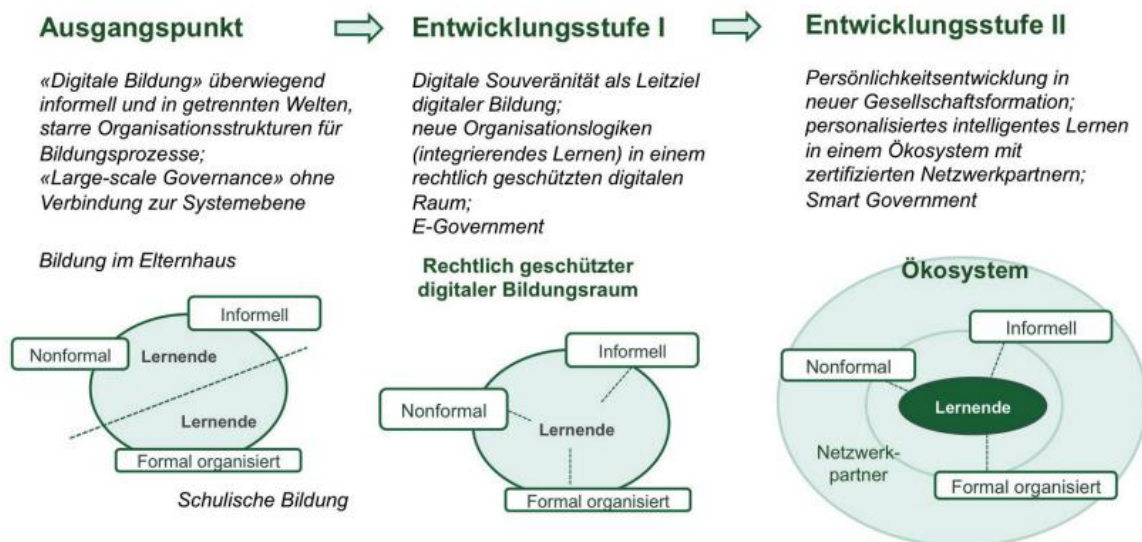 Ausgangspunkt
«Digitale Bildung» überwiegend
informell und in getrennten Welten,
starre Organisationsstrukturen für
Bildungsprozesse;
«Large-scale Governance» ohne
Verbindung zur Systemebene
Bildung im Elternhaus
Informell
Nonformal
Lernende
Lernende
Formal organisiert
Schulische Bildung
Entwicklungsstufe I
Digitale Souveränität als Leitziel
digitaler Bildung;
neue Organisationslogiken
(integrierendes Lernen) in einem
rechtlich geschützten digitalen
Raum;
E-Government
Rechtlich geschützter
digitaler Bildungsraum
Informell
Nonformal
Lernende
Formal organisiert
Entwicklungsstufe II
Persönlichkeitsentwicklung in
neuer Gesellschaftsformation;
personalisiertes intelligentes Lernen
in einem Ökosystem mit
zertifizierten Netzwerkpartnern;
Smart Government
Ökosystem
Informell
Nonformal
Lernende
Netzwerk-
partner
Formal organisiert